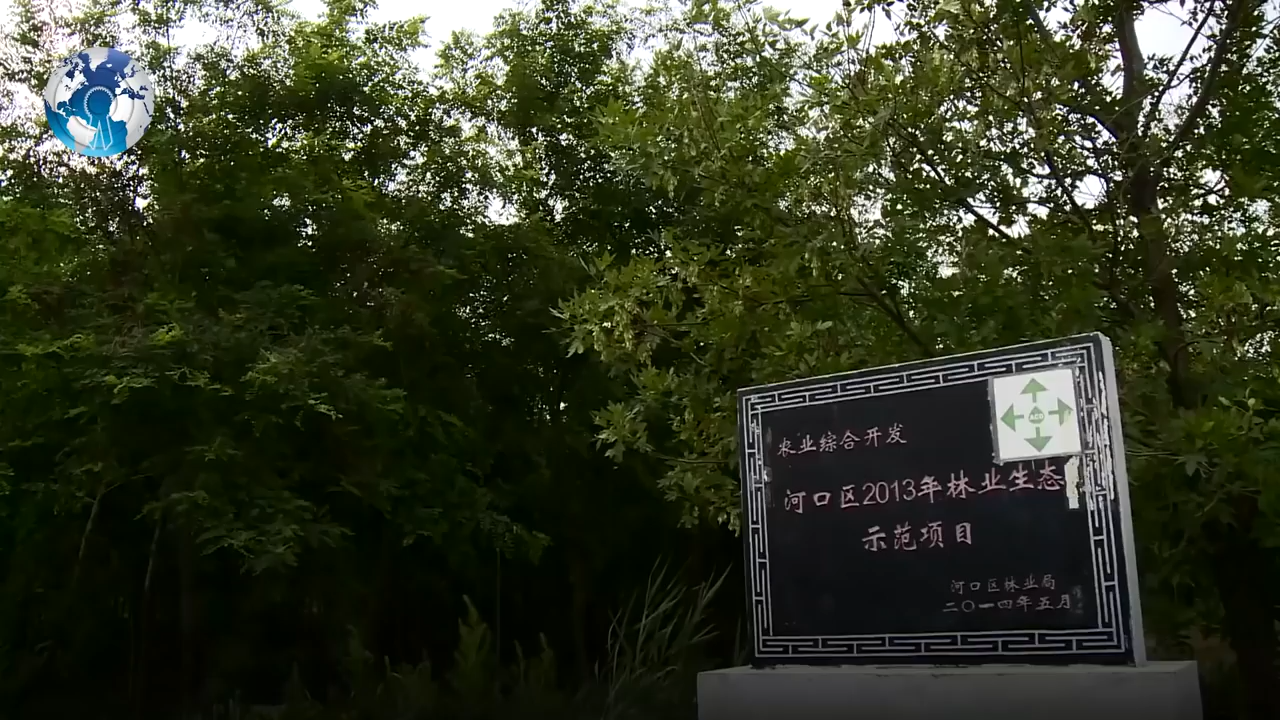 农业综合开发
河口区2013年林业生态
示范项目
河口区林业局
二〇一四年五月